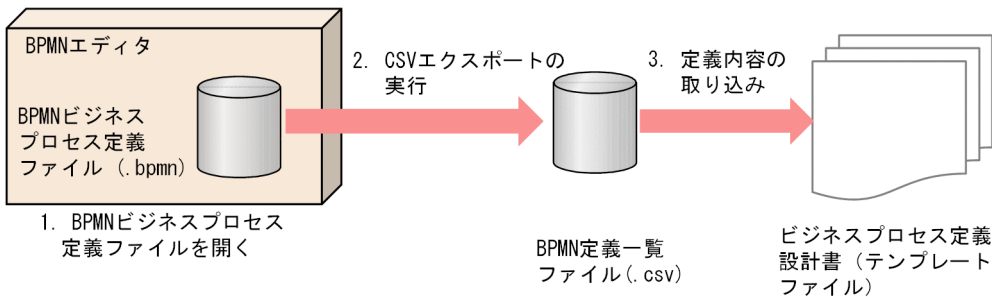 BPMNエディタ
BPMNビジネス
プロセス定義
ファイル(.bpmn)
1. BPMNビジネスプロセス
定義ファイルを開く
2. CSVエクスポートの
実行
BPMN定義一覧
ファイル(.csv)
3. 定義内容の
取り込み
ビジネスプロセス定義
設計書(テンプレート
ファイル)